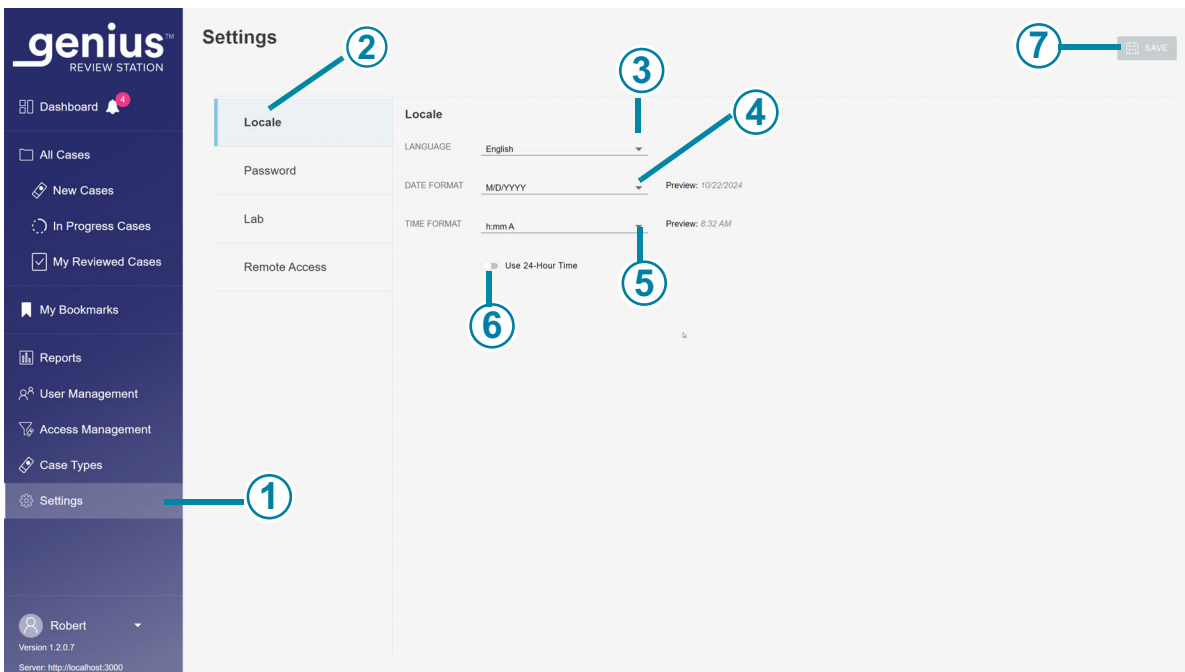 genius™
REVIEW STATION
Dashboard 4
All Cases
New Cases
In Progress Cases
My Reviewed Cases
My Bookmarks
Reports
User Management
Access Management
Case Types
Settings
Robert
Version 1.2.0.7
Server: http://localhost:3000
Settings
SAVE
Locale
Password
Lab
Remote Access
Locale
LANGUAGE English
DATE FORMAT M/D/YYYY Preview: 10/22/2024
TIME FORMAT h:mm A Preview: 8:32 AM
Use 24-Hour Time
1
2
3
4
5
6
7